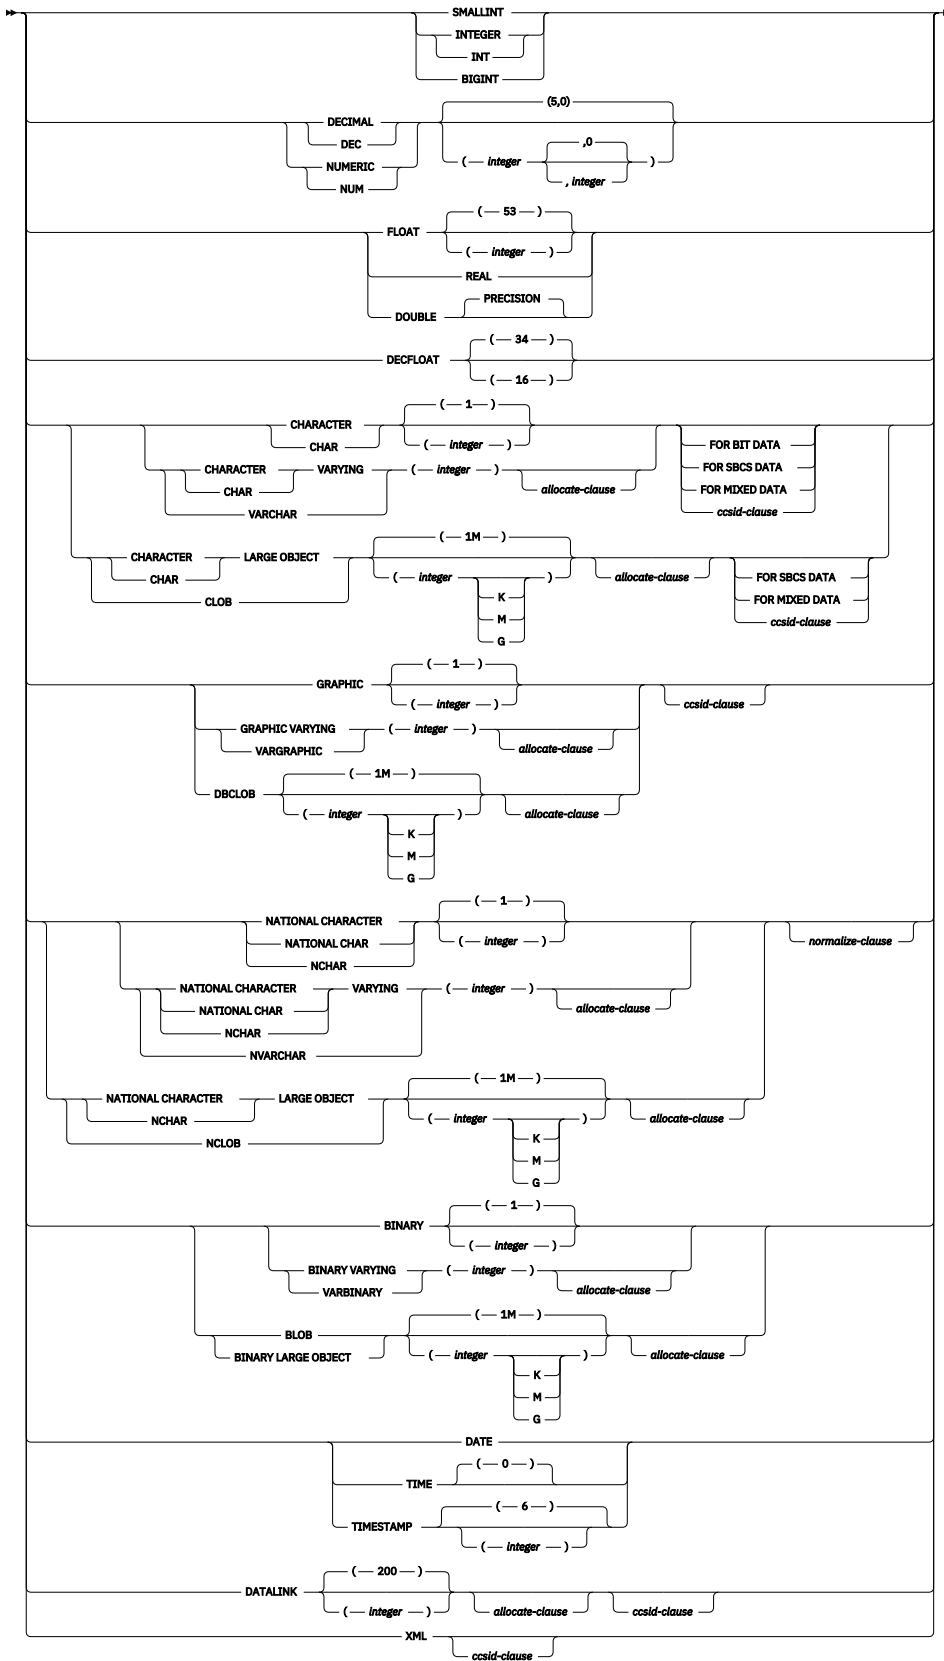 SMALLINT
INTEGER
INT
BIGINT
(5,0)
DECIMAL
DEC
NUMERIC
NUM
( integer ,0 )
, integer
( 53 )
FLOAT
( integer )
REAL
PRECISION
DOUBLE
( 34 )
DECFLOAT
( 16 )
( 1 )
CHARACTER
CHAR ( integer ) FOR BIT DATA
CHARACTER VARYING ( integer ) FOR SBCS DATA
CHAR allocate-clause FOR MIXED DATA
VARCHAR ccsid-clause
( 1M )
CHARACTER LARGE OBJECT
CHAR ( integer ) allocate-clause FOR SBCS DATA
K
CLOB FOR MIXED DATA
M ccsid-clause
G
( 1 )
GRAPHIC
( integer ) ccsid-clause
GRAPHIC VARYING ( integer )
VARGRAPHIC allocate-clause
( 1M )
DBCLOB
( integer ) allocate-clause
K
M
G
( 1 )
NATIONAL CHARACTER
NATIONAL CHAR ( integer ) normalize-clause
NCHAR
NATIONAL CHARACTER VARYING ( integer )
NATIONAL CHAR allocate-clause
NCHAR
NVARCHAR
( 1M )
NATIONAL CHARACTER LARGE OBJECT
NCHAR ( integer ) allocate-clause
K
NCLOB
M
G
( 1 )
BINARY
( integer )
BINARY VARYING ( integer )
VARBINARY allocate-clause
( 1M )
BLOB
BINARY LARGE OBJECT ( integer ) allocate-clause
K
M
G
DATE
( 0 )
TIME
( 6 )
TIMESTAMP
( integer )
( 200 )
DATALINK
( integer ) allocate-clause ccsid-clause
XML
ccsid-clause